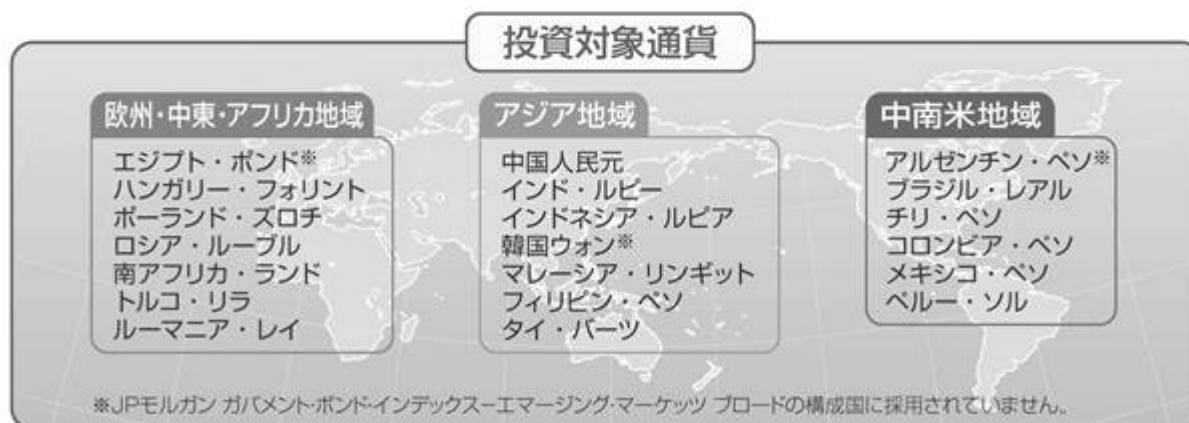 投資対象通貨
欧州・中東・アフリカ地域
エジプト・ポンド※
ハンガリー・フォリント
ポーランド・ズロチ
ロシア・ルーブル
南アフリカ・ランド
トルコ・リラ
ルーマニア・レイ
アジア地域
中国人民元
インド・ルピー
インドネシア・ルピア
韓国ウォン※
マレーシア・リンギット
フィリピン・ペソ
タイ・バーツ
中南米地域
アルゼンチン・ペソ※
ブラジル・レアル
チリ・ペソ
コロンビア・ペソ
メキシコ・ペソ
ペルー・ソル
※JPモルガン ガバメント・ボンド・インデックス−エマージング・マーケッツ ブロードの構成国に採用されていません。